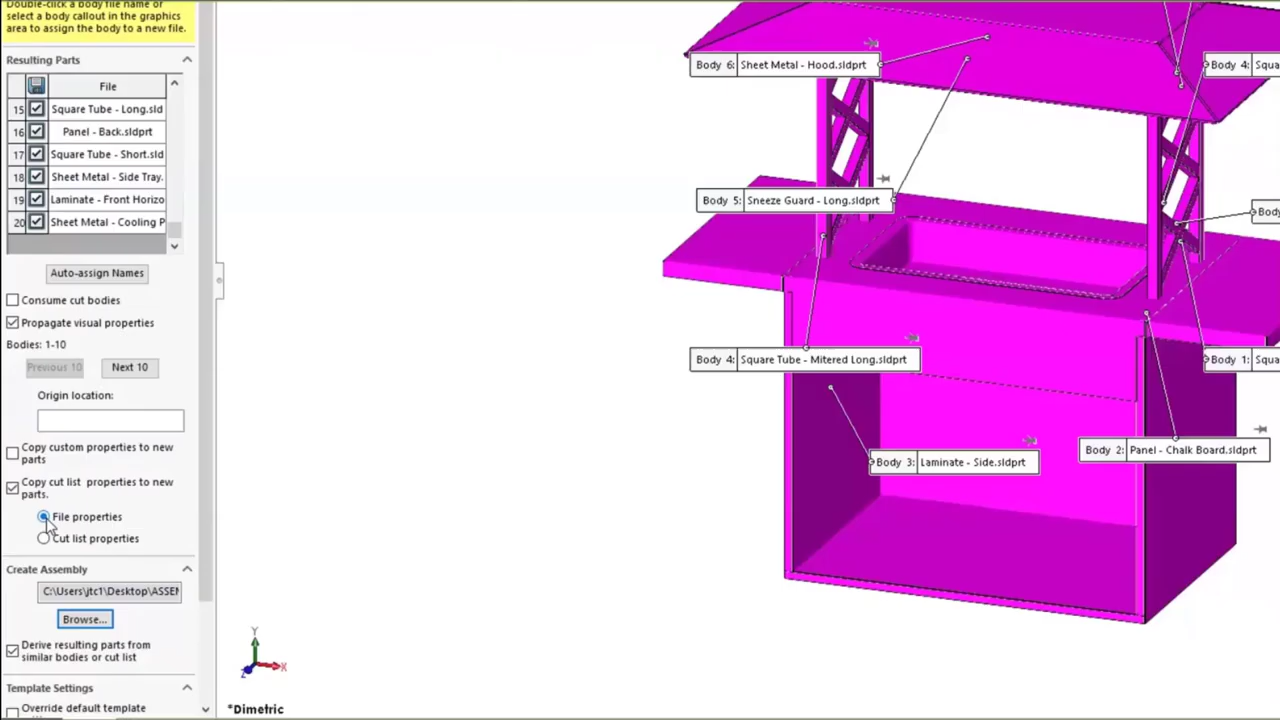 Double-click a body file name or
select a body callout in the graphics
area to assign the body to a new file.
Resulting Parts
File
15 Square Tube - Long.sld
16 Panel - Back.sldprt
17 Square Tube - Short.sld
18 Sheet Metal - Side Tray.
19 Laminate - Front Horizo
20 Sheet Metal - Cooling P
Auto-assign Names
Consume cut bodies
Propagate visual properties
Bodies: 1-10
Previous 10 Next 10
Origin location:
Copy custom properties to new
parts
Copy cut list properties to new
parts.
File properties
Cut list properties
Create Assembly
C:\Users\jtc1\Desktop\ASSEM
Browse...
Derive resulting parts from
similar bodies or cut list
Template Settings
Override default template
Body 6: Sheet Metal - Hood.sldprt
Body 4: Squa
Body 5: Sneeze Guard - Long.sldprt
Body
Body 4: Square Tube - Mitered Long.sldprt
Body 1: Squa
Body 3: Laminate - Side.sldprt
Body 2: Panel - Chalk Board.sldprt
Y
X
Z
*Dimetric